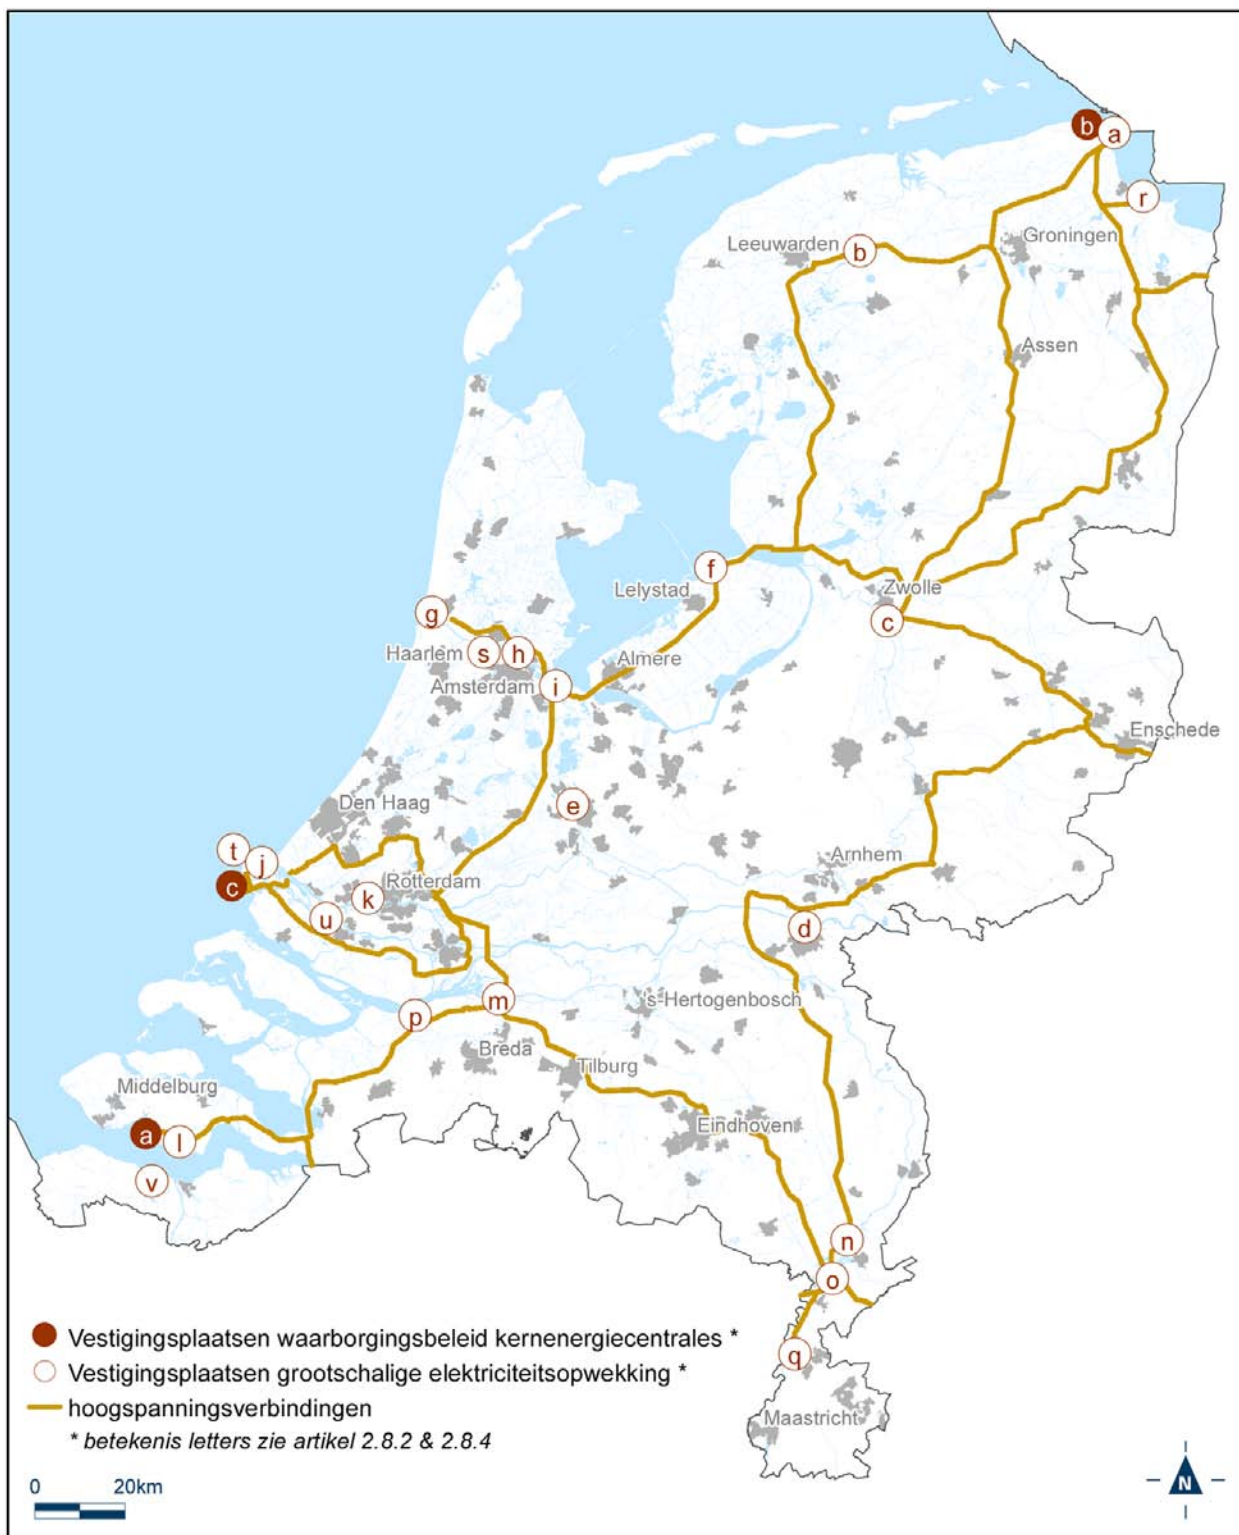 b
a
r
Groningen
Leeuwarden
b
Assen
f
Lelystad
Zwolle
c
g
Haarlem
s
h
Almere
Amsterdam
i
Enschede
Den Haag
e
t
j
Arnhem
c
Rotterdam
k
u
d
m
's-Hertogenbosch
p
Breda
Tilburg
Middelburg
a
l
Eindhoven
v
n
o
q
Maastricht
Vestigingsplaatsen waarborgingsbeleid kernenergiecentrales *
Vestigingsplaatsen grootschalige elektriciteitsopwekking *
hoogspanningsverbindingen
* betekenis letters zie artikel 2.8.2 & 2.8.4
0 20km
N